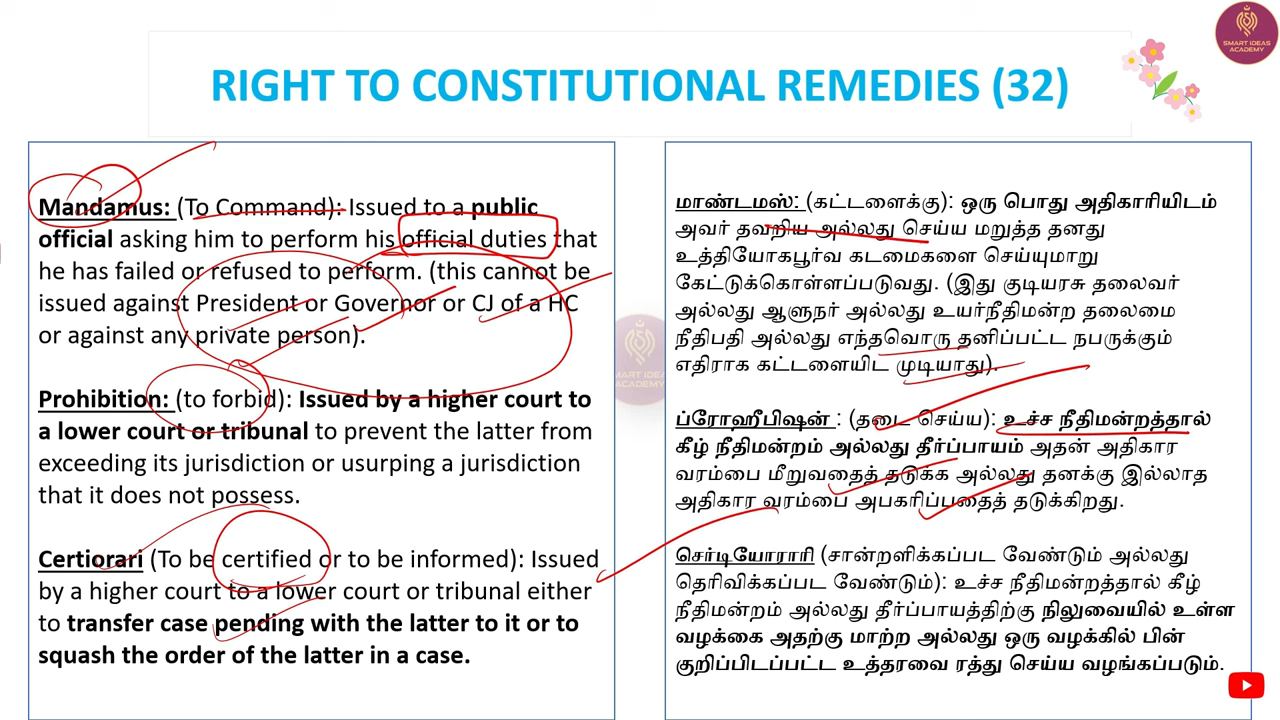 SMART IDEAS
ACADEMY
RIGHT TO CONSTITUTIONAL REMEDIES (32)
Mandamus: (To Command): Issued to a public
official asking him to perform his official duties that
he has failed or refused to perform. (this cannot be
issued against President or Governor or CJ of a HC
or against any private person).
Prohibition: (to forbid): Issued by a higher court to
a lower court or tribunal to prevent the latter from
exceeding its jurisdiction or usurping a jurisdiction
that it does not possess.
Certiorari (To be certified or to be informed): Issued
by a higher court to a lower court or tribunal either
to transfer case pending with the latter to it or to
squash the order of the latter in a case.
மாண்டமஸ்: (கட்டளைக்கு): ஒரு பொது அதிகாரியிடம்
அவர் தவறிய அல்லது செய்ய மறுத்த தனது
உத்தியோகபூர்வ கடமைகளை செய்யுமாறு
கேட்டுக்கொள்ளப்படுவது. (இது குடியரசு தலைவர்
அல்லது ஆளுநர் அல்லது உயர்நீதிமன்ற தலைமை
நீதிபதி அல்லது எந்தவொரு தனிப்பட்ட நபருக்கும்
எதிராக கட்டளையிட முடியாது).
ப்ரோஹீபிஷன் : (தடை செய்ய): உச்ச நீதிமன்றத்தால்
கீழ் நீதிமன்றம் அல்லது தீர்ப்பாயம் அதன் அதிகார
வரம்பை மீறுவதைத் தடுக்க அல்லது தனக்கு இல்லாத
அதிகார வரம்பை அபகரிப்பதைத் தடுக்கிறது.
செர்டியோராரி (சான்றளிக்கப்பட வேண்டும் அல்லது
தெரிவிக்கப்பட வேண்டும்): உச்ச நீதிமன்றத்தால் கீழ்
நீதிமன்றம் அல்லது தீர்ப்பாயத்திற்கு நிலுவையில் உள்ள
வழக்கை அதற்கு மாற்ற அல்லது ஒரு வழக்கில் பின்
குறிப்பிடப்பட்ட உத்தரவை ரத்து செய்ய வழங்கப்படும்.
SMART IDEAS
ACADEMY